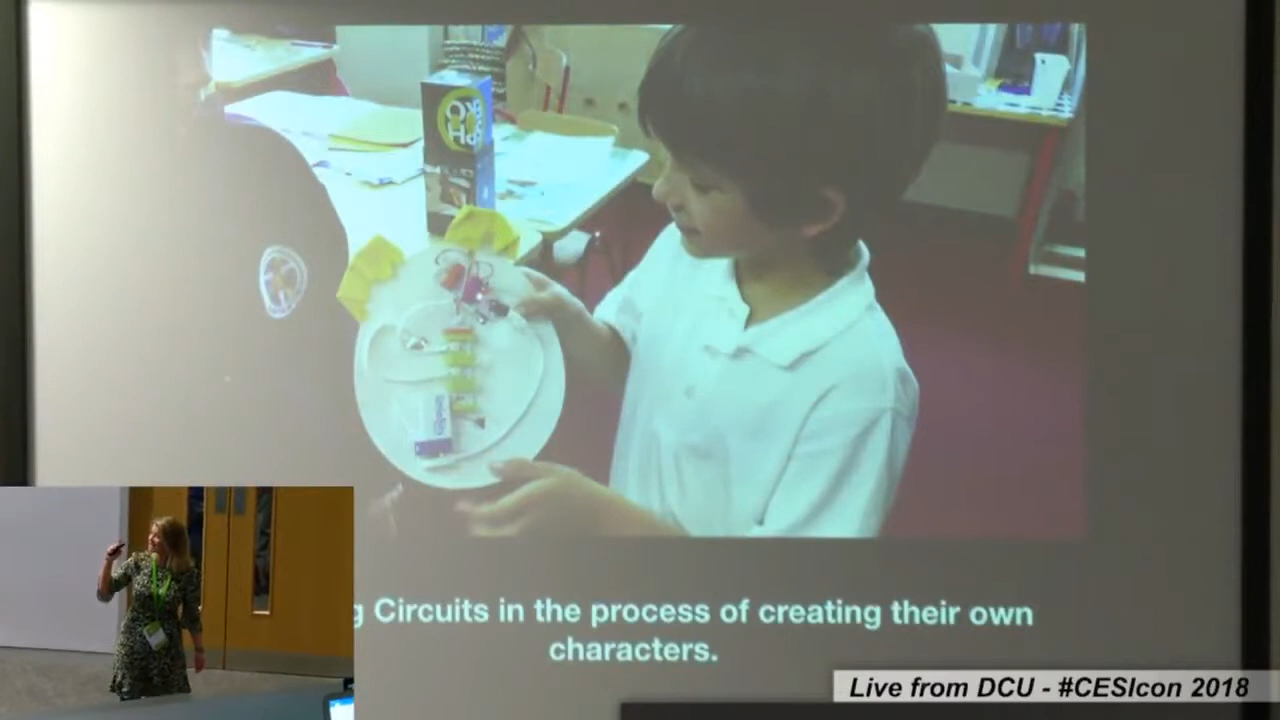 g Circuits in the process of creating their own
characters.
Live from DCU - #CESIcon 2018